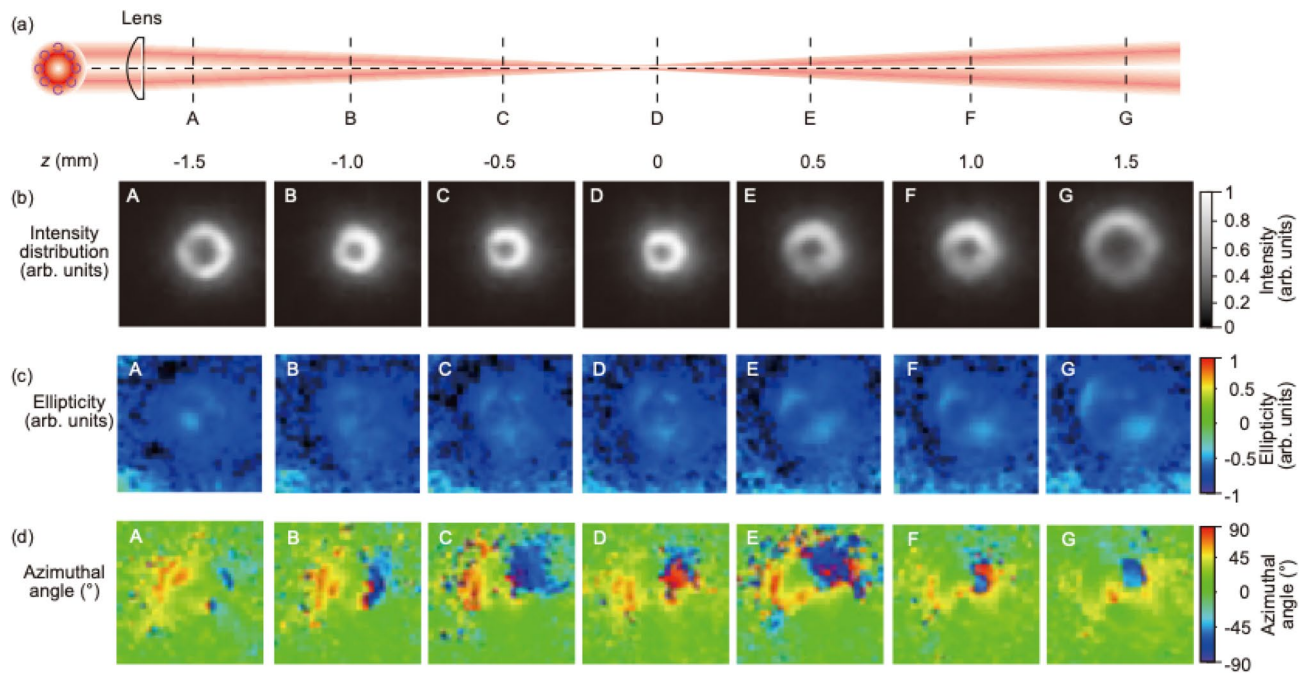 (a)
Lens
A B C D E F G
z (mm) -1.5 -1.0 -0.5 0 0.5 1.0 1.5
(b)
Intensity
distribution
(arb. units)
A B C D E F G
1
0.8
0.6
0.4
0.2
0
Intensity
(arb. units)
(c)
Ellipticity
(arb. units)
A B C D E F G
1
0.5
0
-0.5
-1
Ellipticity
(arb. units)
(d)
Azimuthal
angle (°)
A B C D E F G
90
45
0
-45
-90
Azimuthal
angle (°)